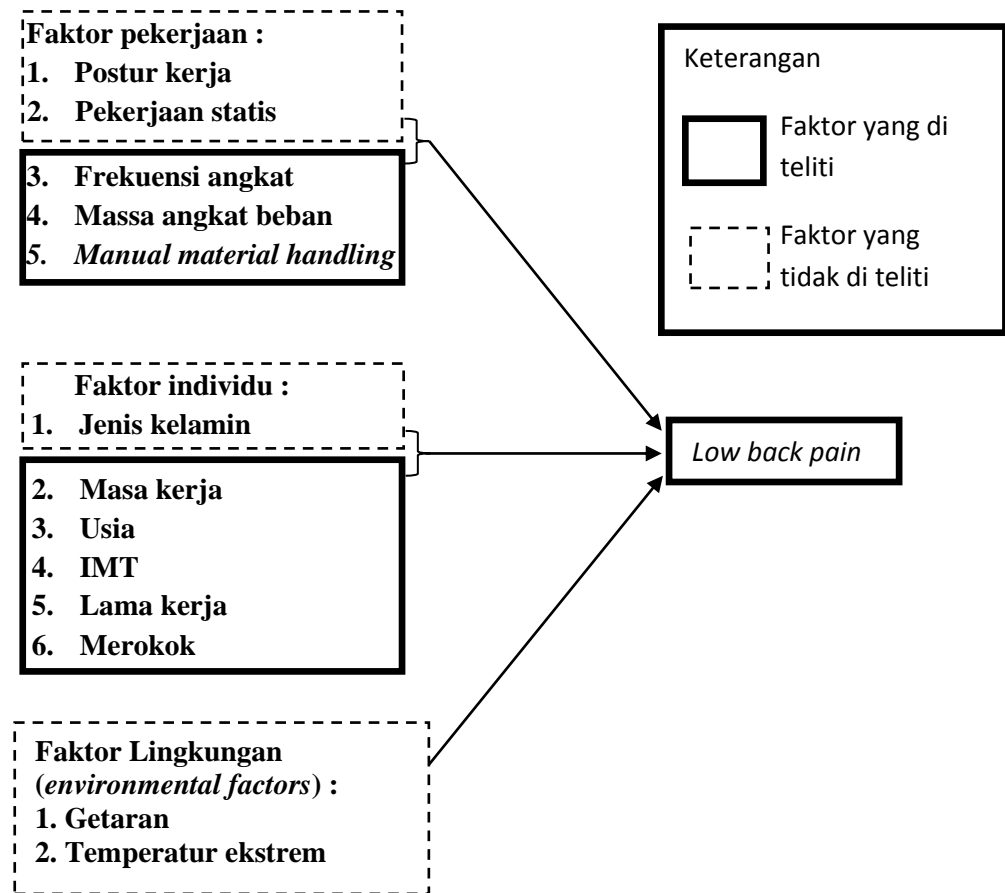 Faktor pekerjaan :
1. Postur kerja
2. Pekerjaan statis
3. Frekuensi angkat
4. Massa angkat beban
5. Manual material handling
Keterangan
Faktor yang di
teliti
Faktor yang
tidak di teliti
Faktor individu :
1. Jenis kelamin
2. Masa kerja
3. Usia
4. IMT
5. Lama kerja
6. Merokok
Low back pain
Faktor Lingkungan
(environmental factors) :
1. Getaran
2. Temperatur ekstrem